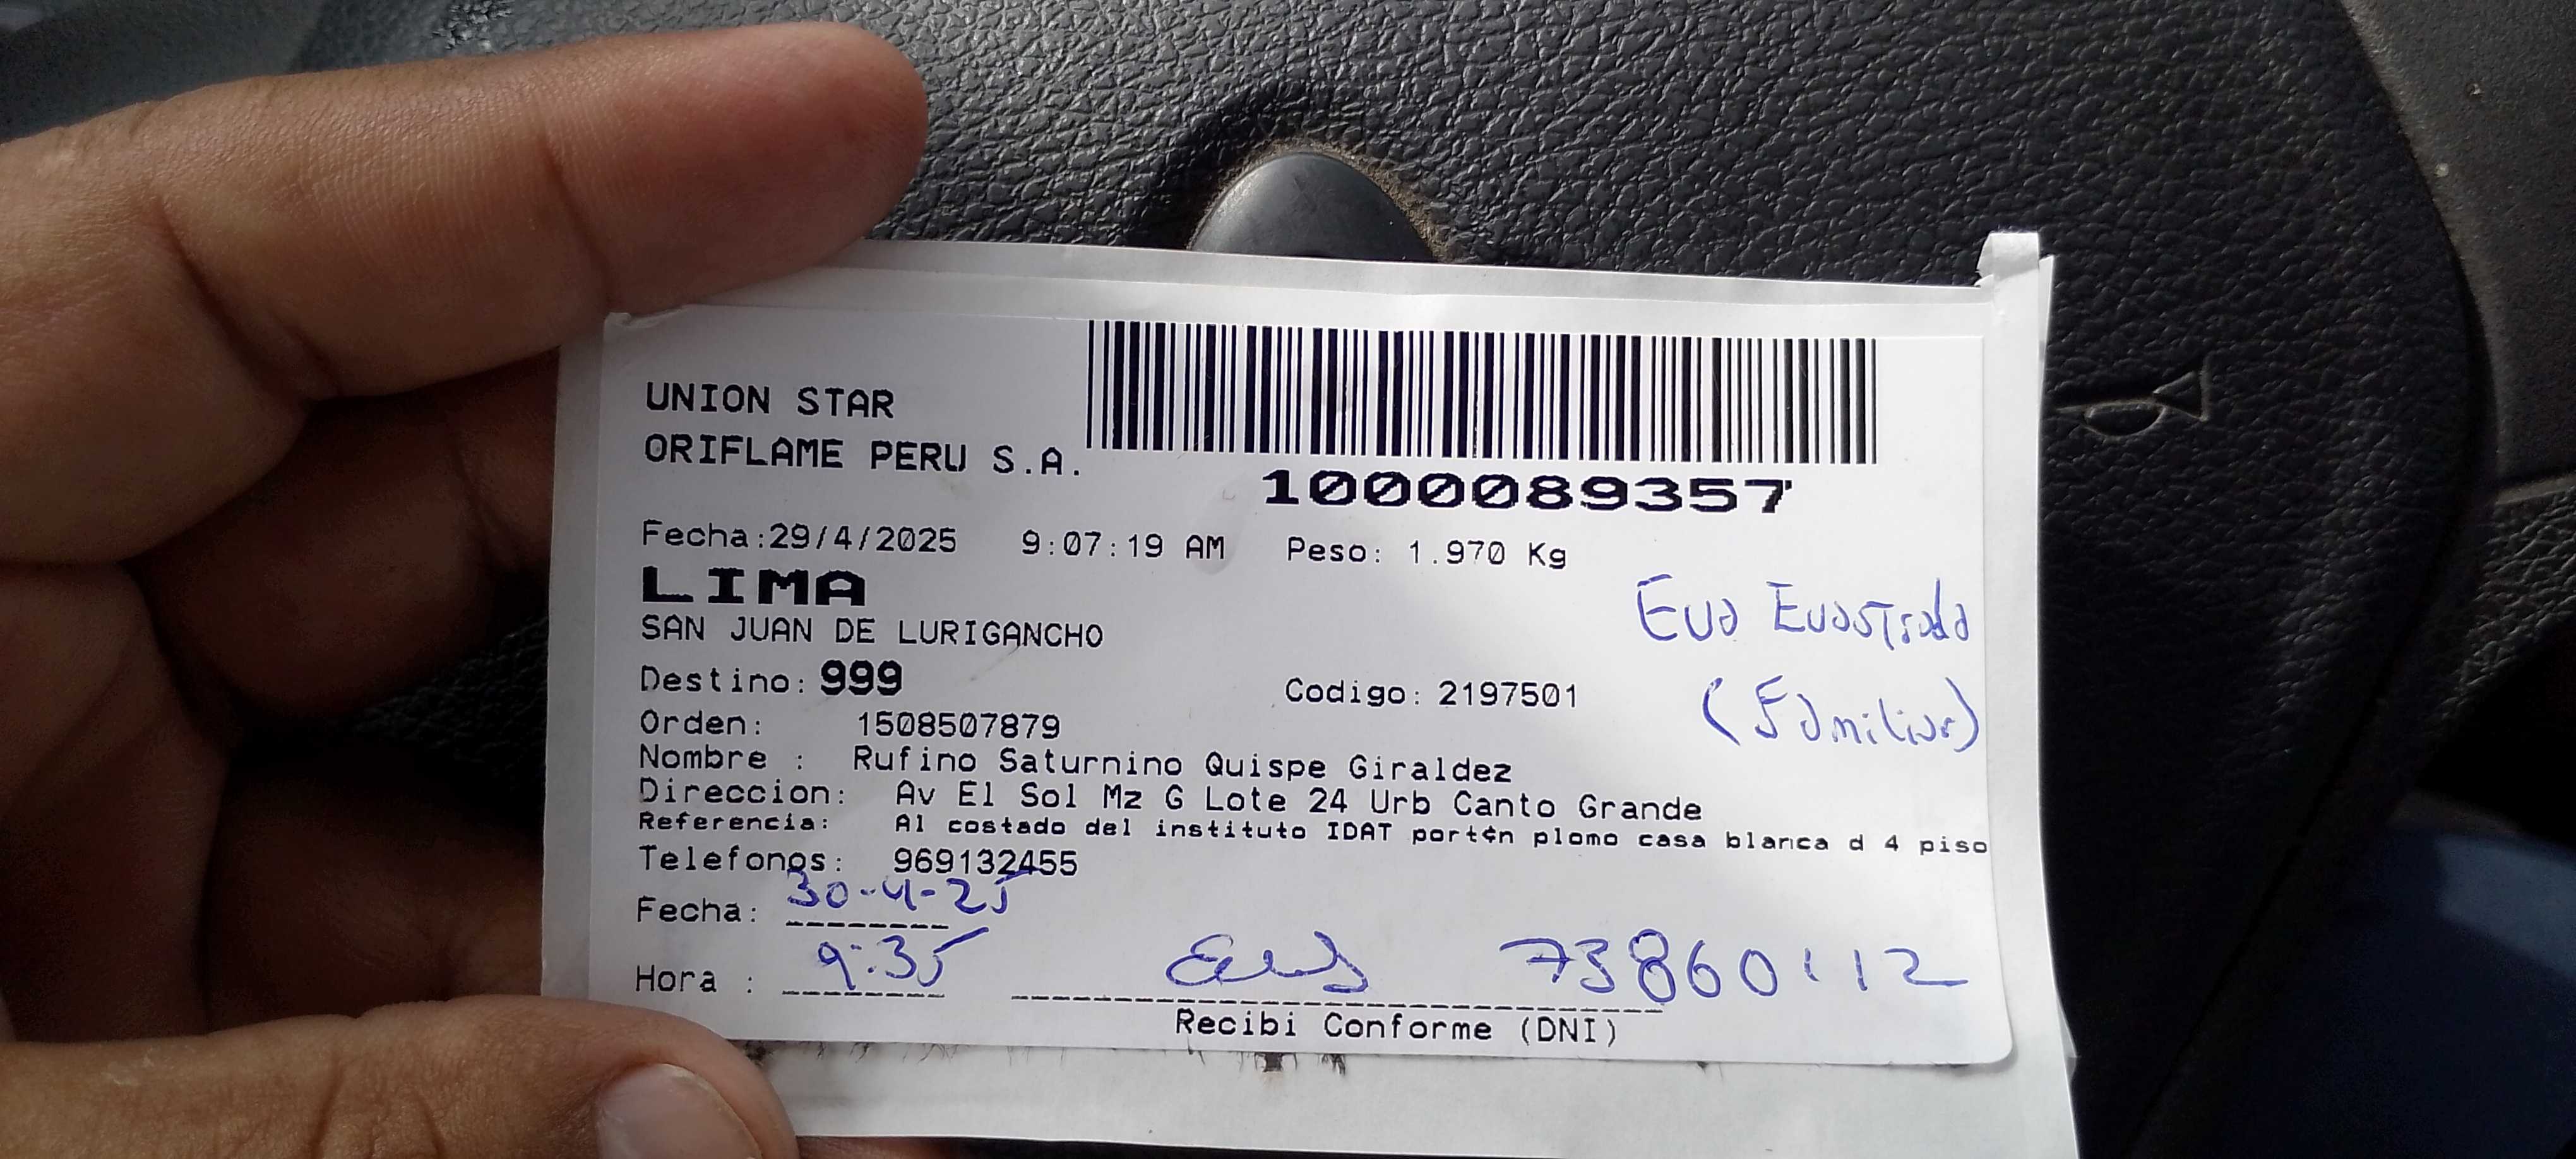 UNION STAR
ORIFLAME PERU S.A.
1000089357
Fecha:29/4/2025 9:07:19 AM Peso: 1.970 Kg
LIMA
SAN JUAN DE LURIGANCHO
Eva Evastrada
(Familiar)
Destino: 999 Codigo: 2197501
Orden: 1508507879
Nombre : Rufino Saturnino Quispe Giraldez
Direccion: Av El Sol Mz G Lote 24 Urb Canto Grande
Referencia: Al costado del instituto IDAT port¢n plomo casa blanca d 4 piso
Telefonos: 969132455
Fecha: 30-4-25
Hora : 9:35 73860112
Recibi Conforme (DNI)